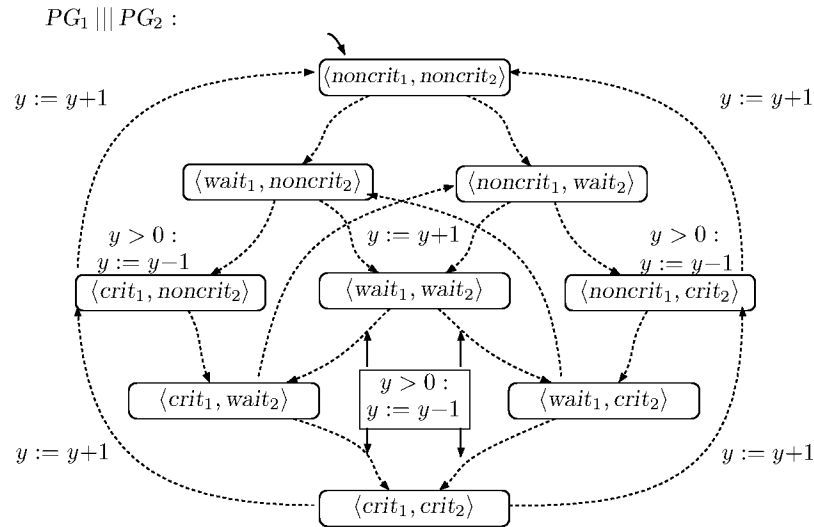 PG₁ ||| PG₂ :
⟨noncrit₁, noncrit₂⟩
y := y+1
y := y+1
⟨wait₁, noncrit₂⟩
⟨noncrit₁, wait₂⟩
y > 0 :
y := y−1
y := y+1
y > 0 :
y := y−1
⟨crit₁, noncrit₂⟩
⟨wait₁, wait₂⟩
⟨noncrit₁, crit₂⟩
⟨crit₁, wait₂⟩
y > 0 :
y := y−1
⟨wait₁, crit₂⟩
y := y+1
y := y+1
⟨crit₁, crit₂⟩